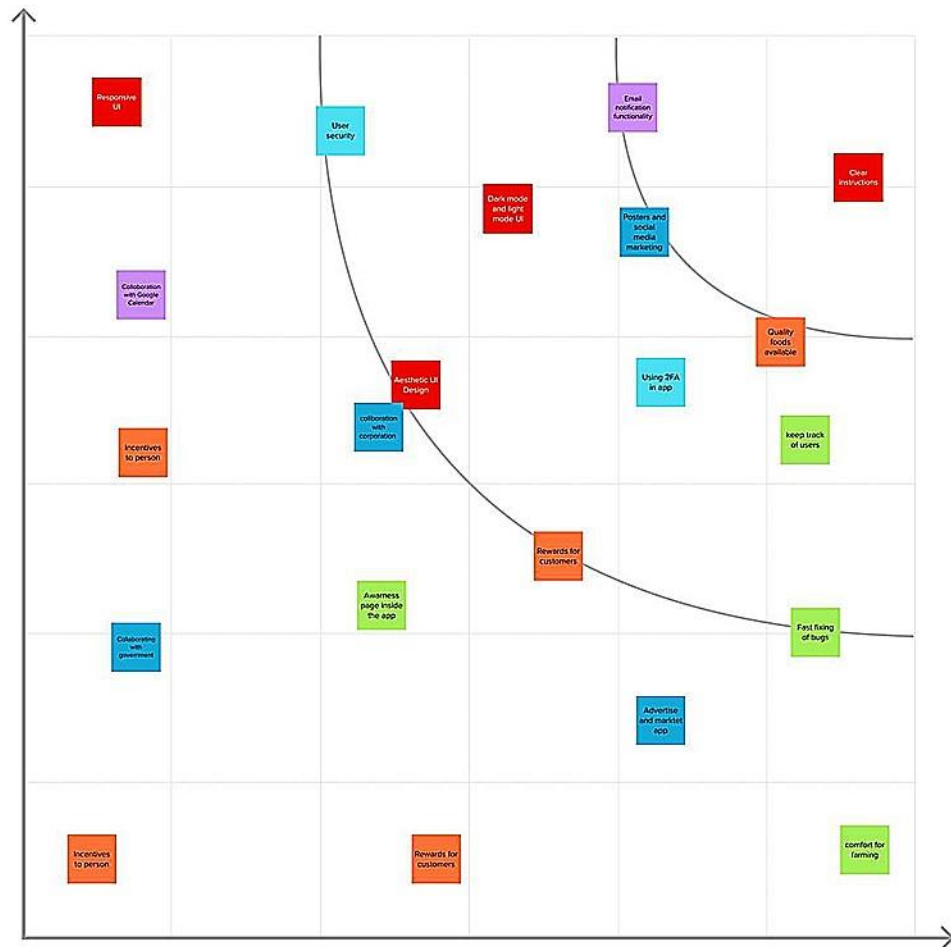 Responsive
UI
Email
notification
functionality
User
security
Clear
instructions
Dark mode
and light
mode UI
Posters and
social
media
marketing
Colloboration
with Google
Calendar
Quality
foods
available
Aesthetic UI
Design
Using 2FA
in app
colliboration
with
corporation
keep track
of users
Incentives
to person
Rewards for
customers
Awarness
page inside
the app
Fast fixing
of bugs
Collaborating
with
government
Advertise
and market
app
Incentives
to person
Rewards for
customers
comfort for
farming